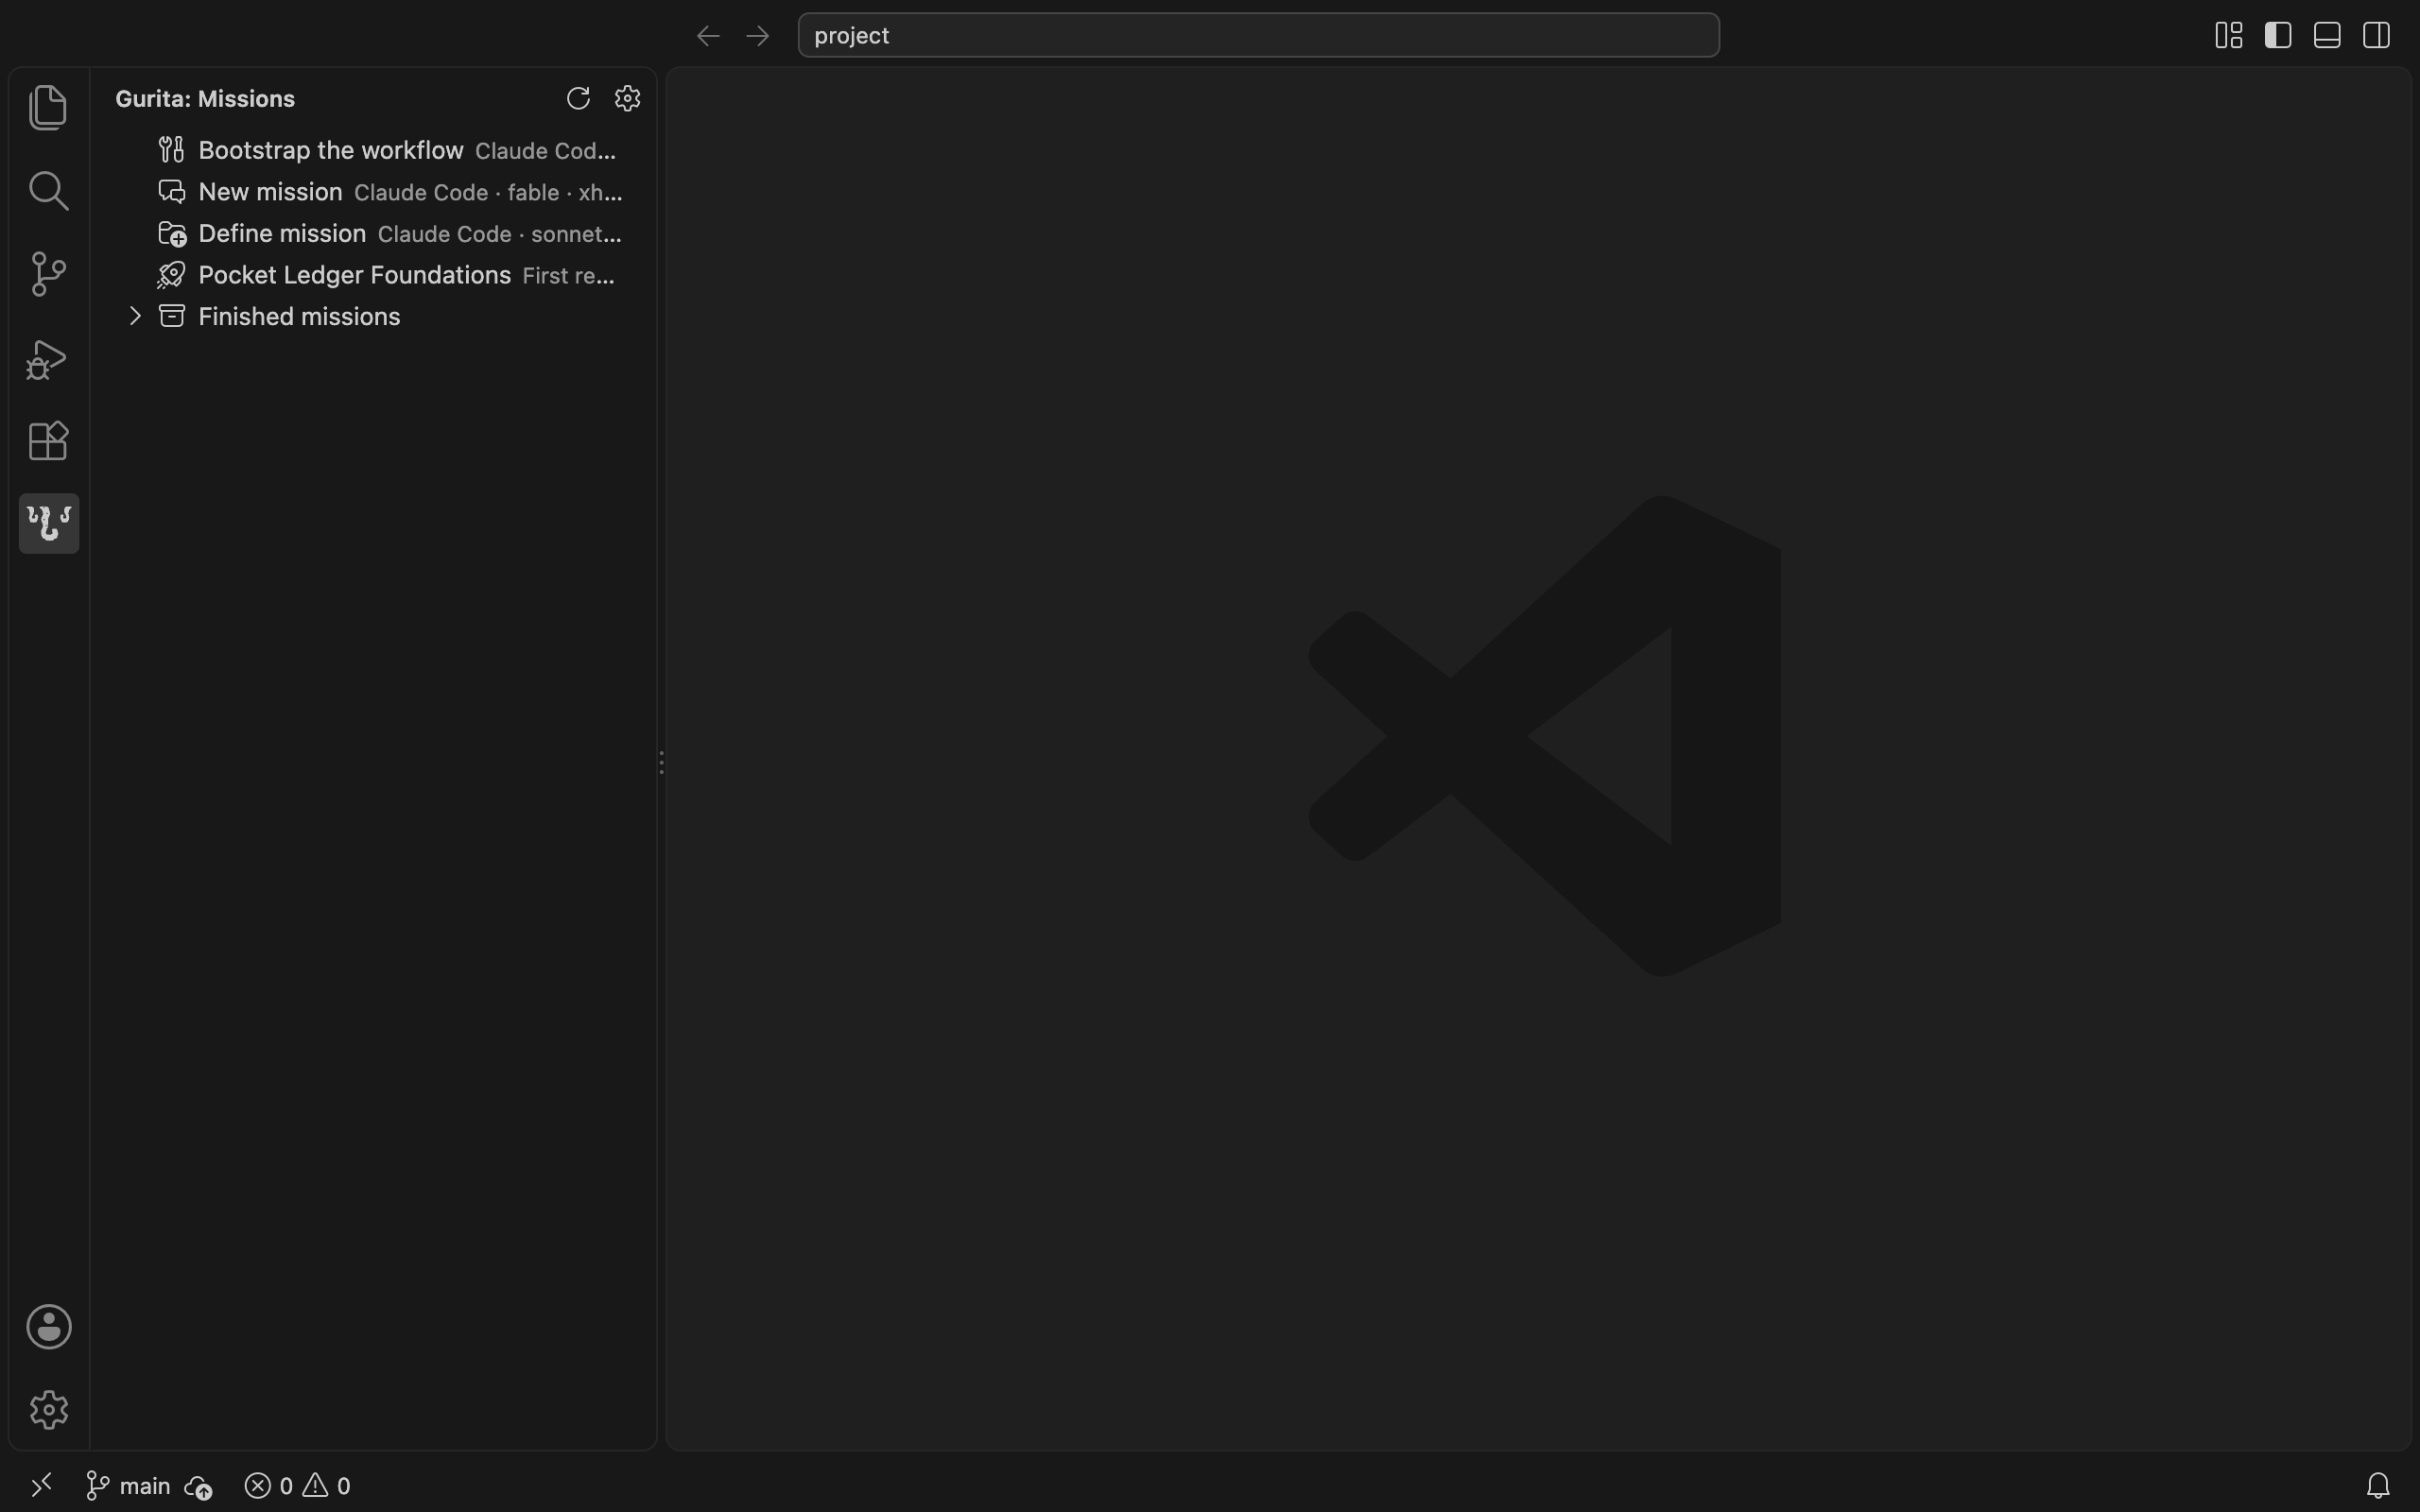 project
Gurita: Missions
Bootstrap the workflow Claude Cod...
New mission Claude Code · fable · xh...
Define mission Claude Code · sonnet...
Pocket Ledger Foundations First re...
Finished missions
main 0 0